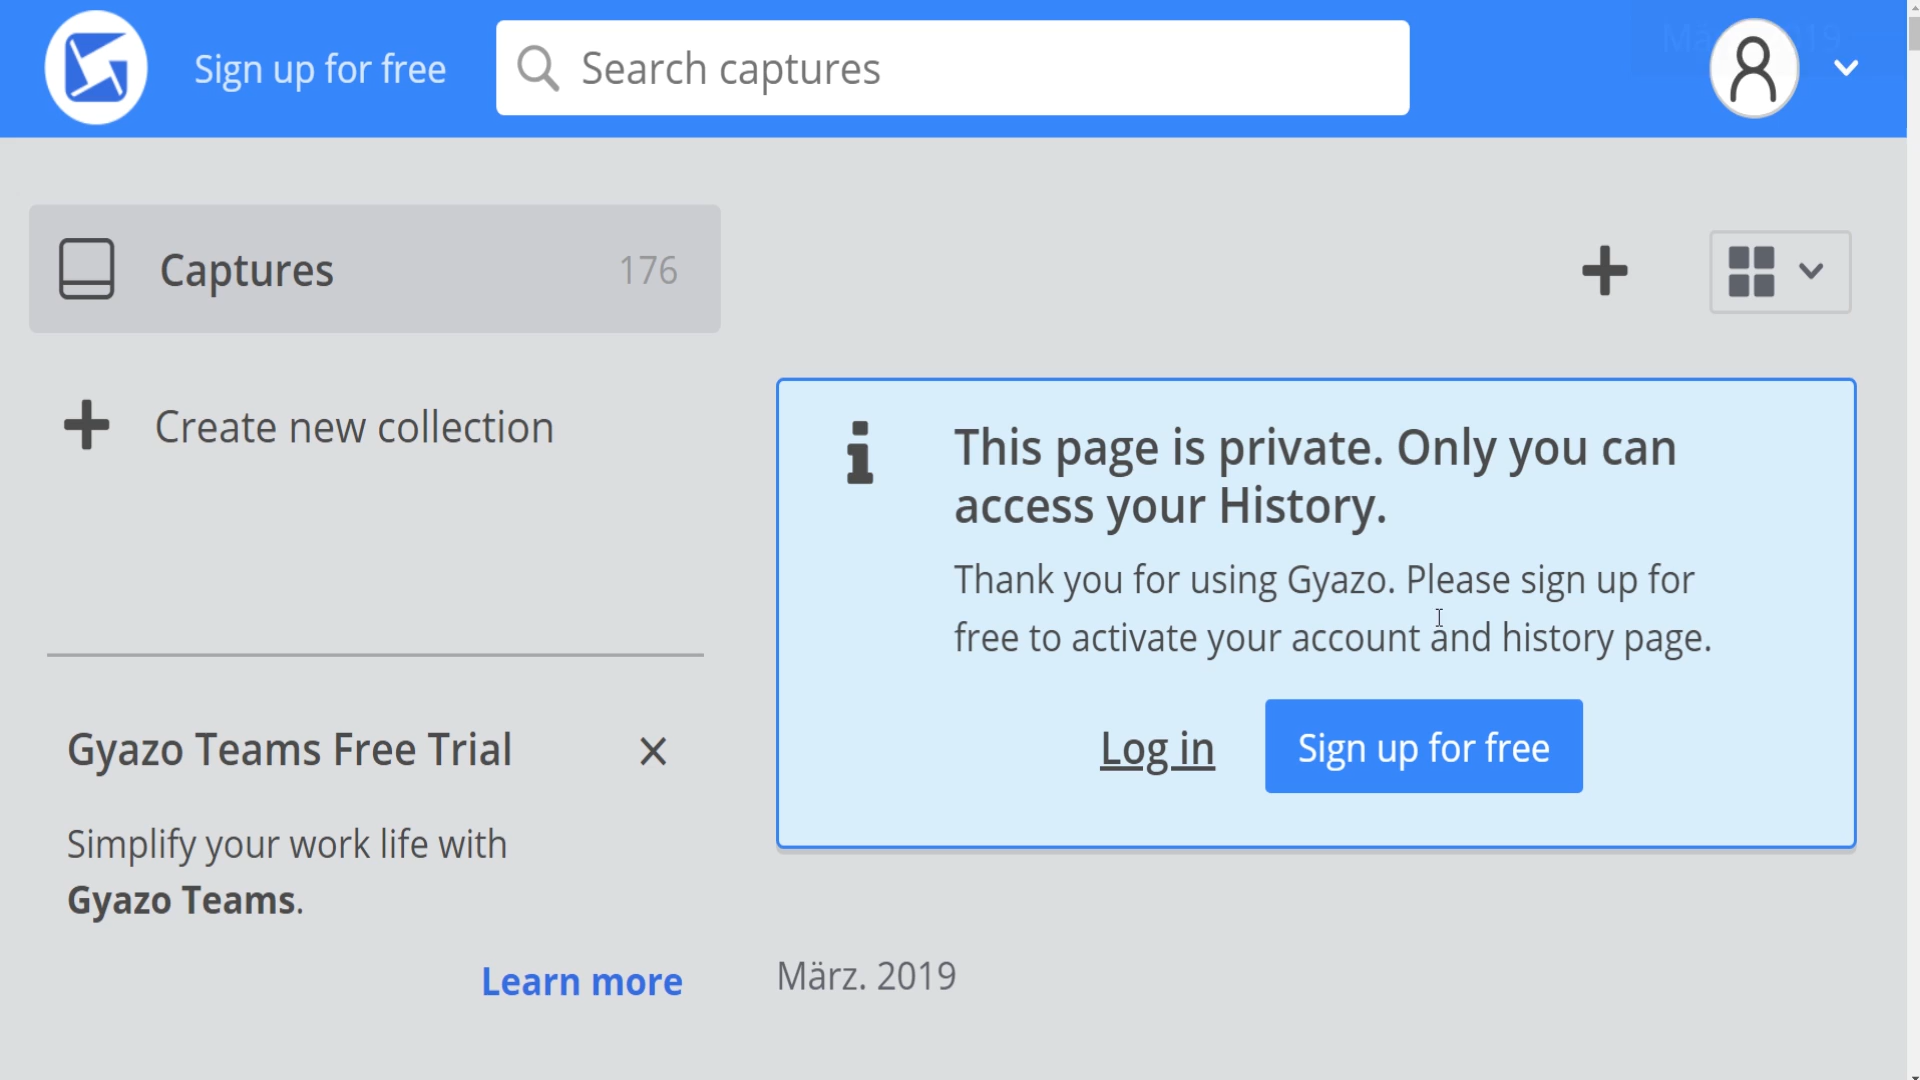 Sign up for free
Search captures
Captures 176
Create new collection
This page is private. Only you can
access your History.
Thank you for using Gyazo. Please sign up for
free to activate your account and history page.
Log in
Sign up for free
Gyazo Teams Free Trial
Simplify your work life with
Gyazo Teams.
Learn more
März. 2019